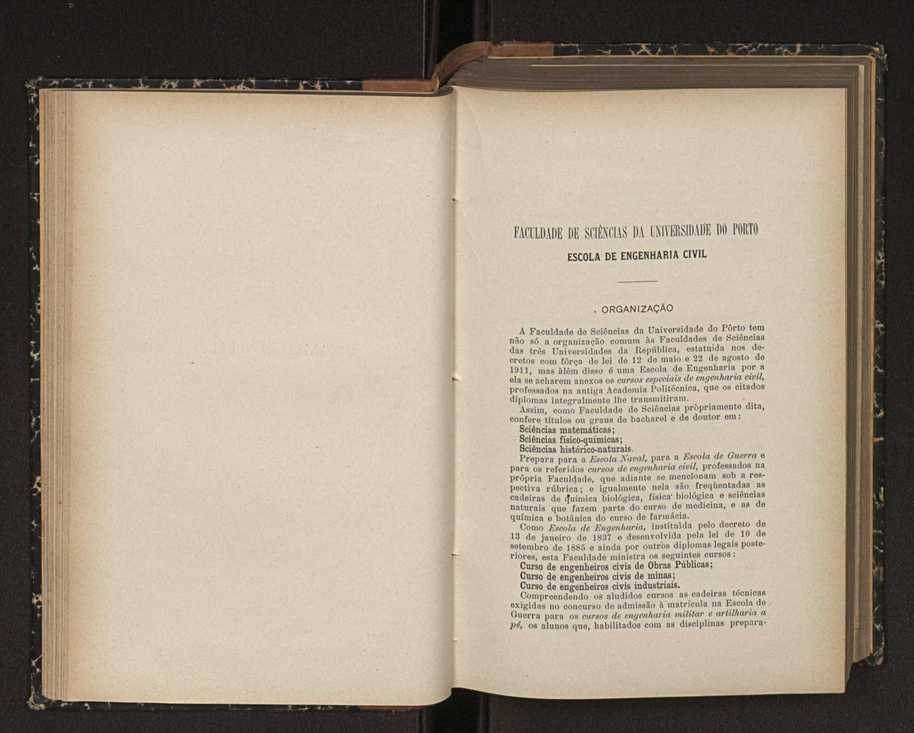 FACULDADE DE SCIÊNCIAS DA UNIVERSIDADE DO PORTO
ESCOLA DE ENGENHARIA CIVIL
ORGANIZAÇÃO
A Faculdade de Sciências da Universidade do Pôrto tem
não só a organização comum às Faculdades de Sciências
das três Universidades da República, estatuida nos de-
cretos com fôrça de lei de 12 de maio e 22 de agosto de
1911, mas àlêm disso é uma Escola de Engenharia por a
ela se acharem anexos os cursos especiais de engenharia civil,
professados na antiga Academia Politécnica, que os citados
diplomas integralmente lhe transmitiram.
Assim, como Faculdade de Sciências pròpriamente dita,
confere títulos ou graus de bacharel e de doutor em:
Sciências matemáticas;
Sciências físico-químicas;
Sciências histórico-naturais.
Prepara para a Escola Naval, para a Escola de Guerra e
para os referidos cursos de engenharia civil, professados na
própria Faculdade, que adiante se mencionam sob a res-
pectiva rúbrica; e igualmente nela são freqùentadas as
cadeiras de química biológica, física biológica e sciências
naturais que fazem parte do curso de medicina, e as de
química e botânica do curso de farmácia.
Como Escola de Engenharia, instituída pelo decreto de
13 de janeiro de 1837 e desenvolvida pela lei de 10 de
setembro de 1885 e ainda por outros diplomas legais poste-
riores, esta Faculdade ministra os seguintes cursos:
Curso de engenheiros civis de Obras Públicas;
Curso de engenheiros civis de minas;
Curso de engenheiros civis industriais.
Compreendendo os aludidos cursos as cadeiras técnicas
exigidas no concurso de admissão à matrícula na Escola de
Guerra para os cursos de engenharia militar e artilharia a
pé, os alunos que, habilitados com as disciplinas prepara-